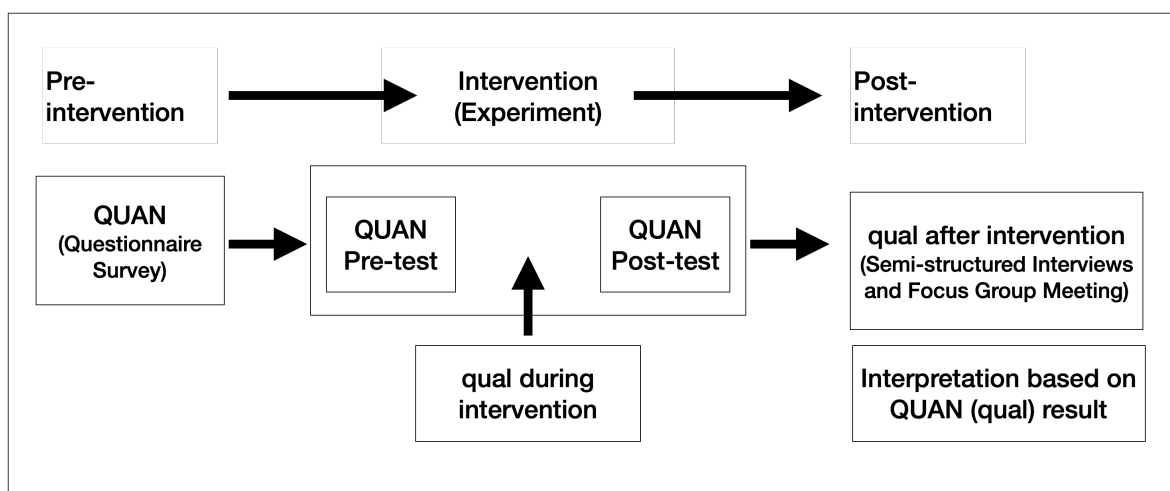 Pre-
intervention
Intervention
(Experiment)
Post-
intervention
QUAN
(Questionnaire
Survey)
QUAN
Pre-test
QUAN
Post-test
qual after intervention
(Semi-structured Interviews
and Focus Group Meeting)
qual during
intervention
Interpretation based on
QUAN (qual) result